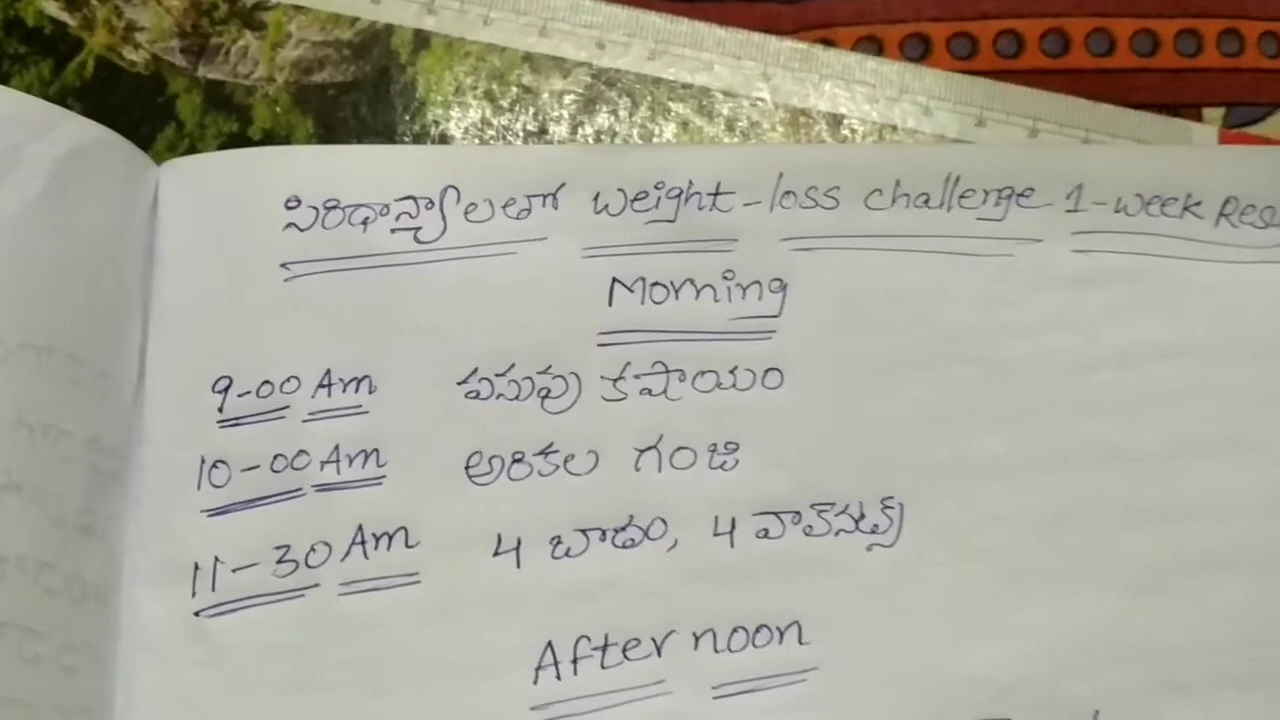 సిరిధాన్యాలతో weight-loss challenge 1-week
Morning
9-00 Am పసుపు కషాయం
10-00 Am అరికల గంజి
11-30 Am 4 బాదం, 4 వాల్‌నట్స్
After noon